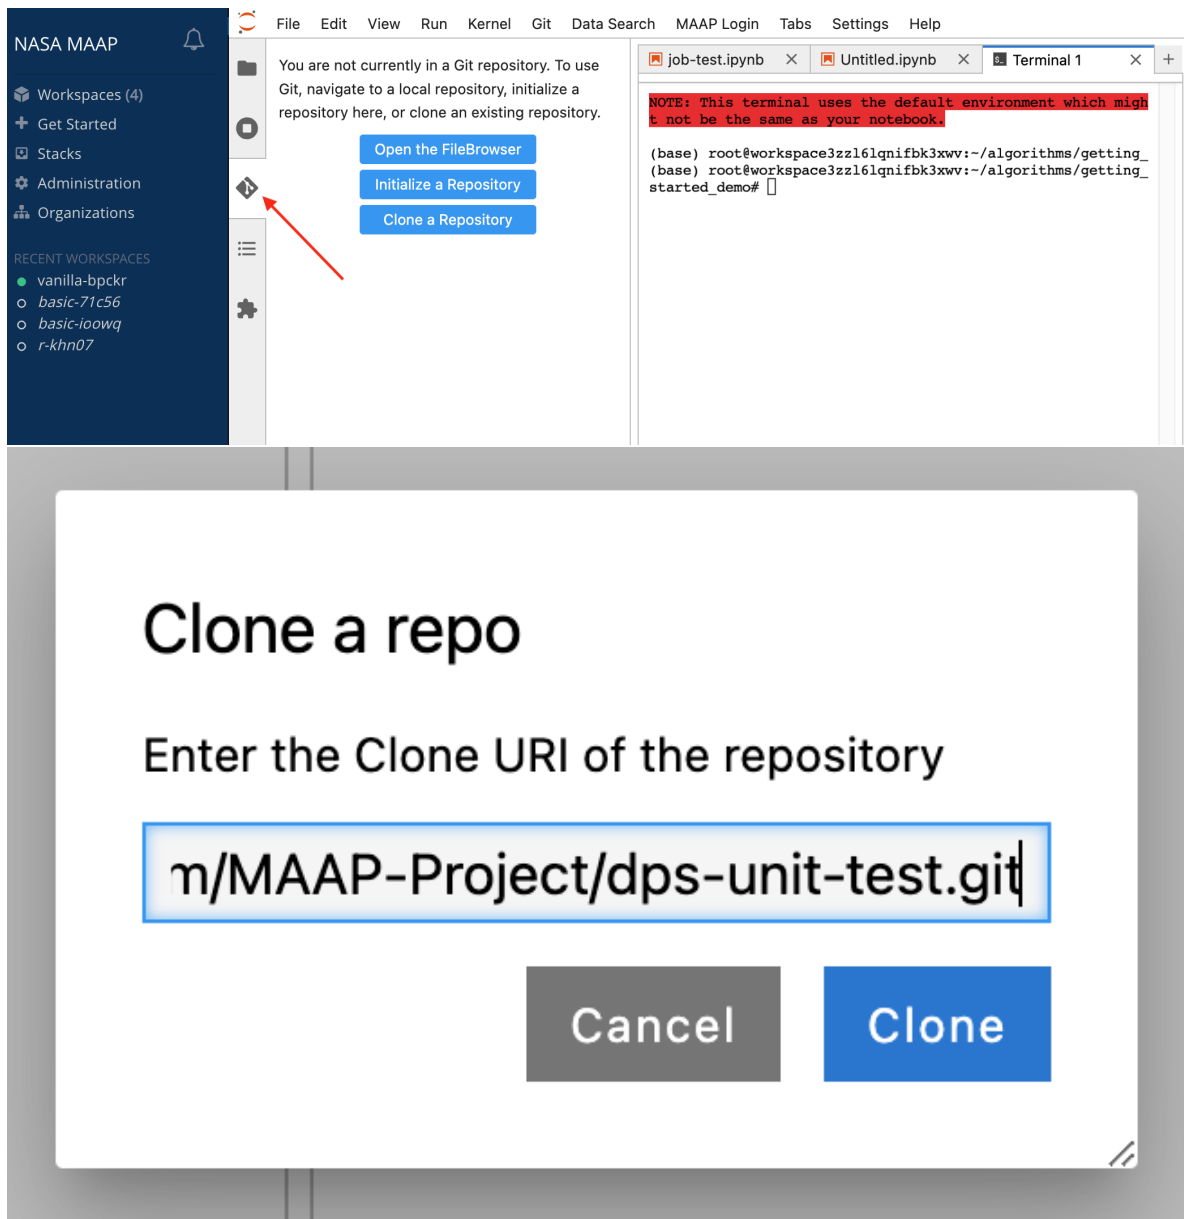 NASA MAAP
Workspaces (4)
Get Started
Stacks
Administration
Organizations
RECENT WORKSPACES
vanilla-bpckr
basic-71c56
basic-ioowq
r-khn07
File Edit View Run Kernel Git Data Search MAAP Login Tabs Settings Help
You are not currently in a Git repository. To use
Git, navigate to a local repository, initialize a
repository here, or clone an existing repository.
Open the FileBrowser
Initialize a Repository
Clone a Repository
job-test.ipynb Untitled.ipynb Terminal 1
NOTE: This terminal uses the default environment which migh
t not be the same as your notebook.
(base) root@workspace3zzl6lqnifbk3xwv:~/algorithms/getting_
(base) root@workspace3zzl6lqnifbk3xwv:~/algorithms/getting_
started_demo#
Clone a repo
Enter the Clone URI of the repository
m/MAAP-Project/dps-unit-test.git
Cancel Clone